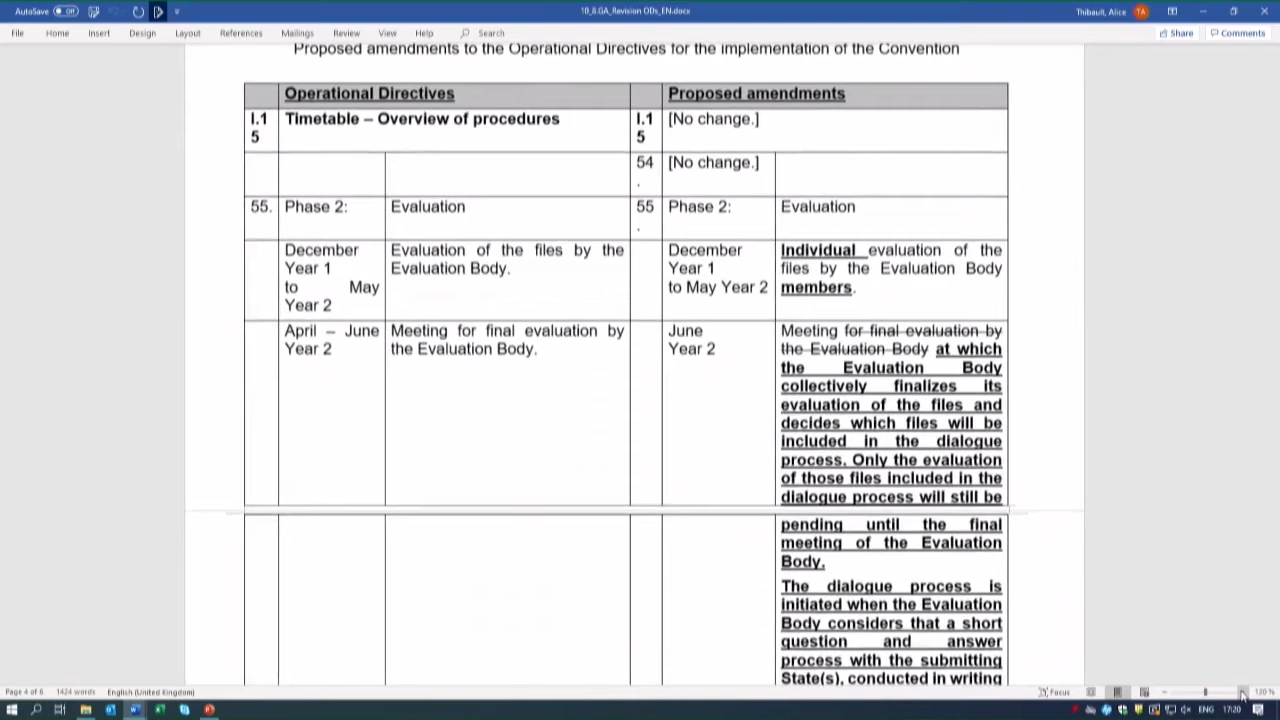 AutoSave Off 10_8.GA_Revision ODs_EN.docx Thibault, Alice TA
File Home Insert Design Layout References Mailings Review View Help Search Share Comments
Proposed amendments to the Operational Directives for the implementation of the Convention
Operational Directives Proposed amendments
I.1
5
Timetable – Overview of procedures
I.1
5
[No change.]
54
.
[No change.]
55. Phase 2: Evaluation
55
.
Phase 2: Evaluation
December
Year 1
to May
Year 2
Evaluation of the files by the
Evaluation Body.
December
Year 1
to May Year 2
Individual evaluation of the
files by the Evaluation Body
members.
April – June
Year 2
Meeting for final evaluation by
the Evaluation Body.
June
Year 2
Meeting for final evaluation by
the Evaluation Body at which
the Evaluation Body
collectively finalizes its
evaluation of the files and
decides which files will be
included in the dialogue
process. Only the evaluation
of those files included in the
dialogue process will still be
pending until the final
meeting of the Evaluation
Body.
The dialogue process is
initiated when the Evaluation
Body considers that a short
question and answer
process with the submitting
State(s), conducted in writing
Page 4 of 6 1424 words English (United Kingdom) Focus 120 %
ENG 17:20